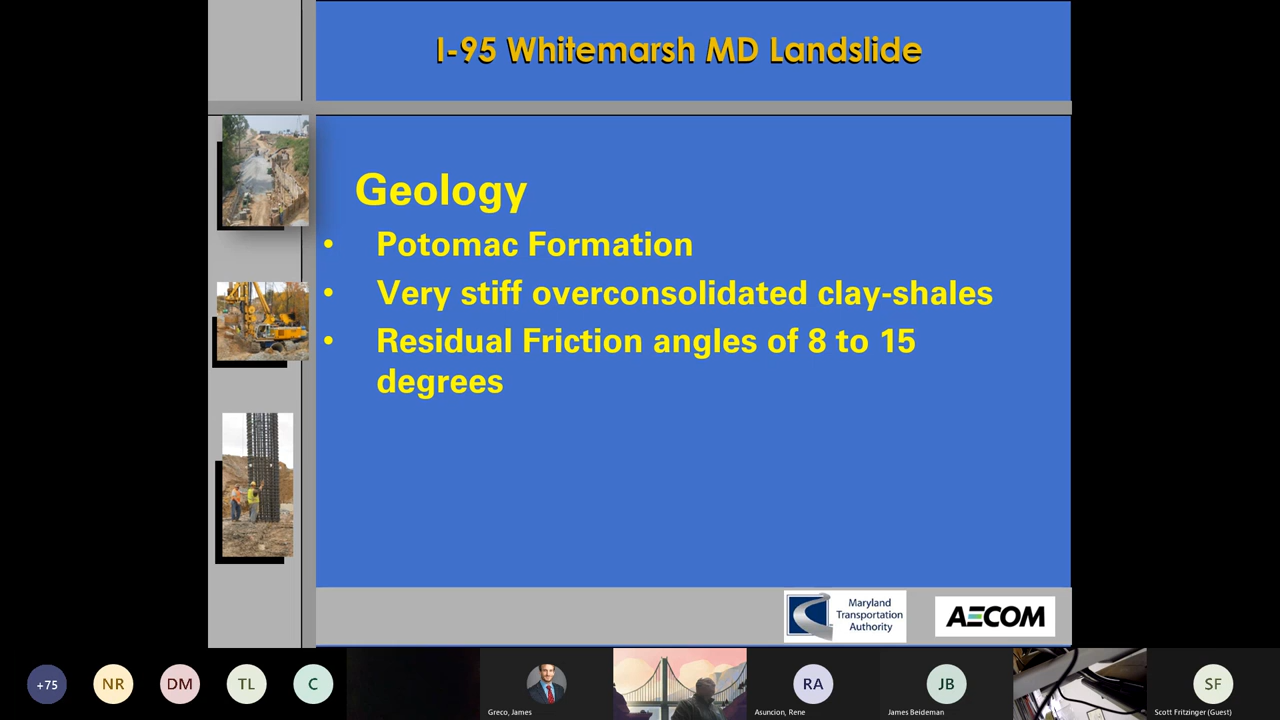 I-95 Whitemarsh MD Landslide
Geology
• Potomac Formation
• Very stiff overconsolidated clay-shales
• Residual Friction angles of 8 to 15
degrees
Maryland
Transportation
Authority
AECOM
+75
NR
DM
TL
C
Greco, James
RA
Asuncion, Rene
JB
James Beideman
SF
Scott Fritzinger (Guest)